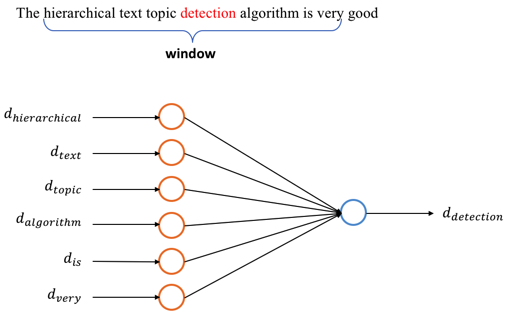 The hierarchical text topic detection algorithm is very good
window
d_hierarchical
d_text
d_topic
d_algorithm
d_is
d_very
d_detection